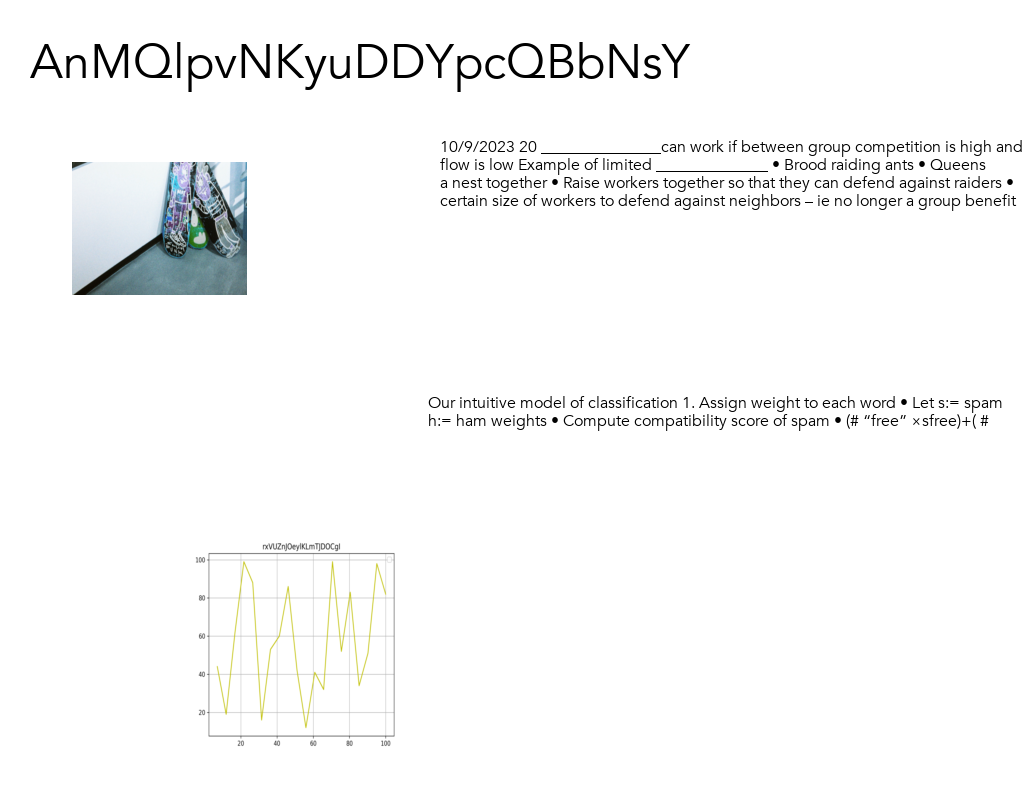 AnMQlpvNKyuDDYpcQBbNsY
10/9/2023 20 _______________can work if between group competition is high and
flow is low Example of limited ______________ • Brood raiding ants • Queens
a nest together • Raise workers together so that they can defend against raiders •
certain size of workers to defend against neighbors – ie no longer a group benefit
Our intuitive model of classification 1. Assign weight to each word • Let s:= spam
h:= ham weights • Compute compatibility score of spam • (# “free” ×sfree)+( #
100
80
60
40
20
20 40 60 80 100